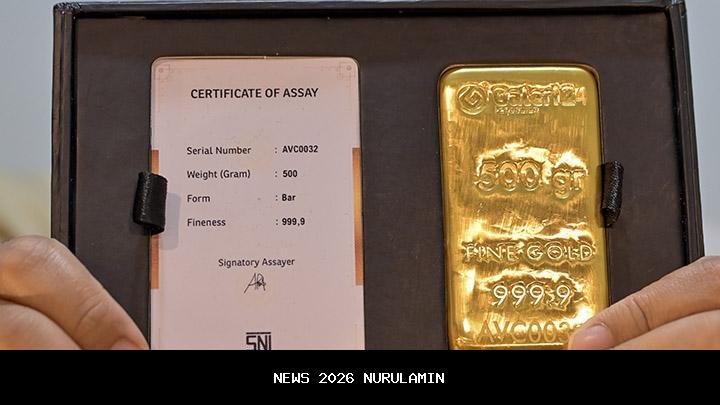 CERTIFICATE OF ASSAY
Serial Number : AVC0032
Weight (Gram) : 500
Form : Bar
Fineness : 999,9
Signatory Assayer
SNI
500 gr
FINE GOLD
999.9
NEWS 2026 NURULAMIN